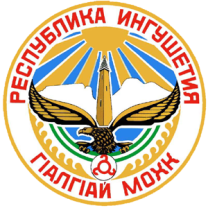 РЕСПУБЛИКА ИНГУШЕТИЯ
ГІАЛГІАЙ МОХК